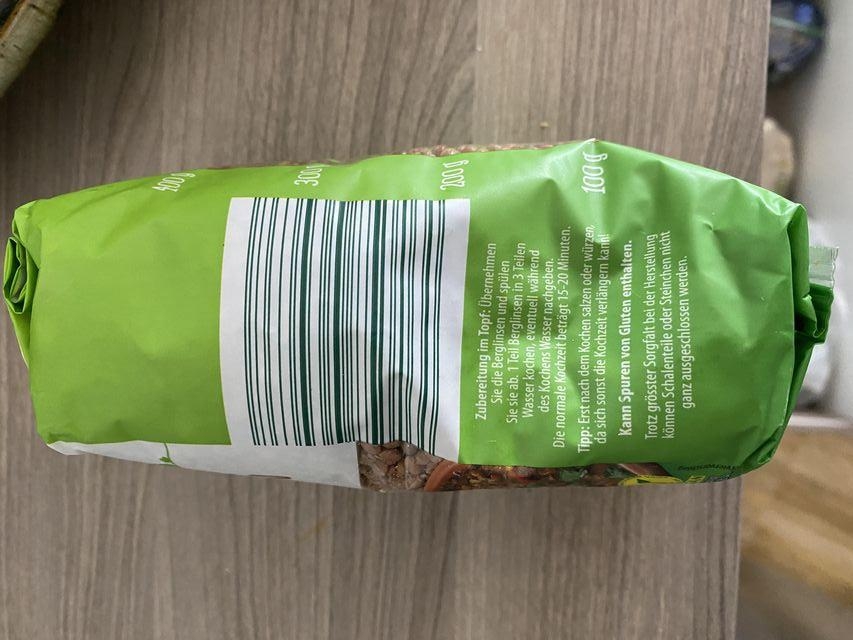 400 g
300 g
200 g
100 g
Zubereitung im Topf: Übernehmen
Sie die Berglinsen und spülen
Sie sie ab. 1 Teil Berglinsen in 3 Teilen
Wasser kochen, eventuell während
des Kochens Wasser nachgeben.
Die normale Kochzeit beträgt 15-20 Minuten.
Tipp: Erst nach dem Kochen salzen oder würzen,
da sich sonst die Kochzeit verlängern kann!
Kann Spuren von Gluten enthalten.
Trotz grösster Sorgfalt bei der Herstellung
können Schalenteile oder Steinchen nicht
ganz ausgeschlossen werden.